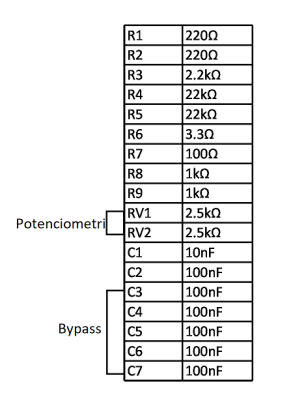 R1 220Ω
R2 220Ω
R3 2.2kΩ
R4 22kΩ
R5 22kΩ
R6 3.3Ω
R7 100Ω
R8 1kΩ
R9 1kΩ
Potenciometri
RV1 2.5kΩ
RV2 2.5kΩ
C1 10nF
C2 100nF
Bypass
C3 100nF
C4 100nF
C5 100nF
C6 100nF
C7 100nF